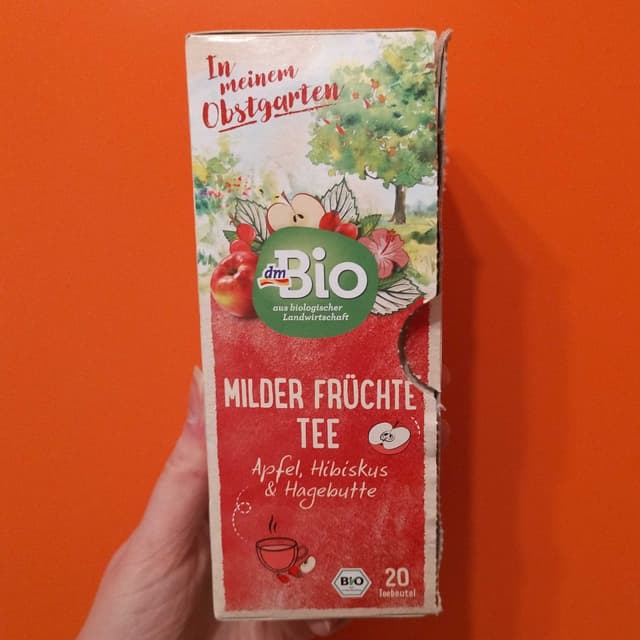 In
meinem
Obstgarten
dm
Bio
aus biologischer
Landwirtschaft
MILDER FRÜCHTE
TEE
Apfel, Hibiskus
& Hagebutte
BIO
20
Teebeutel